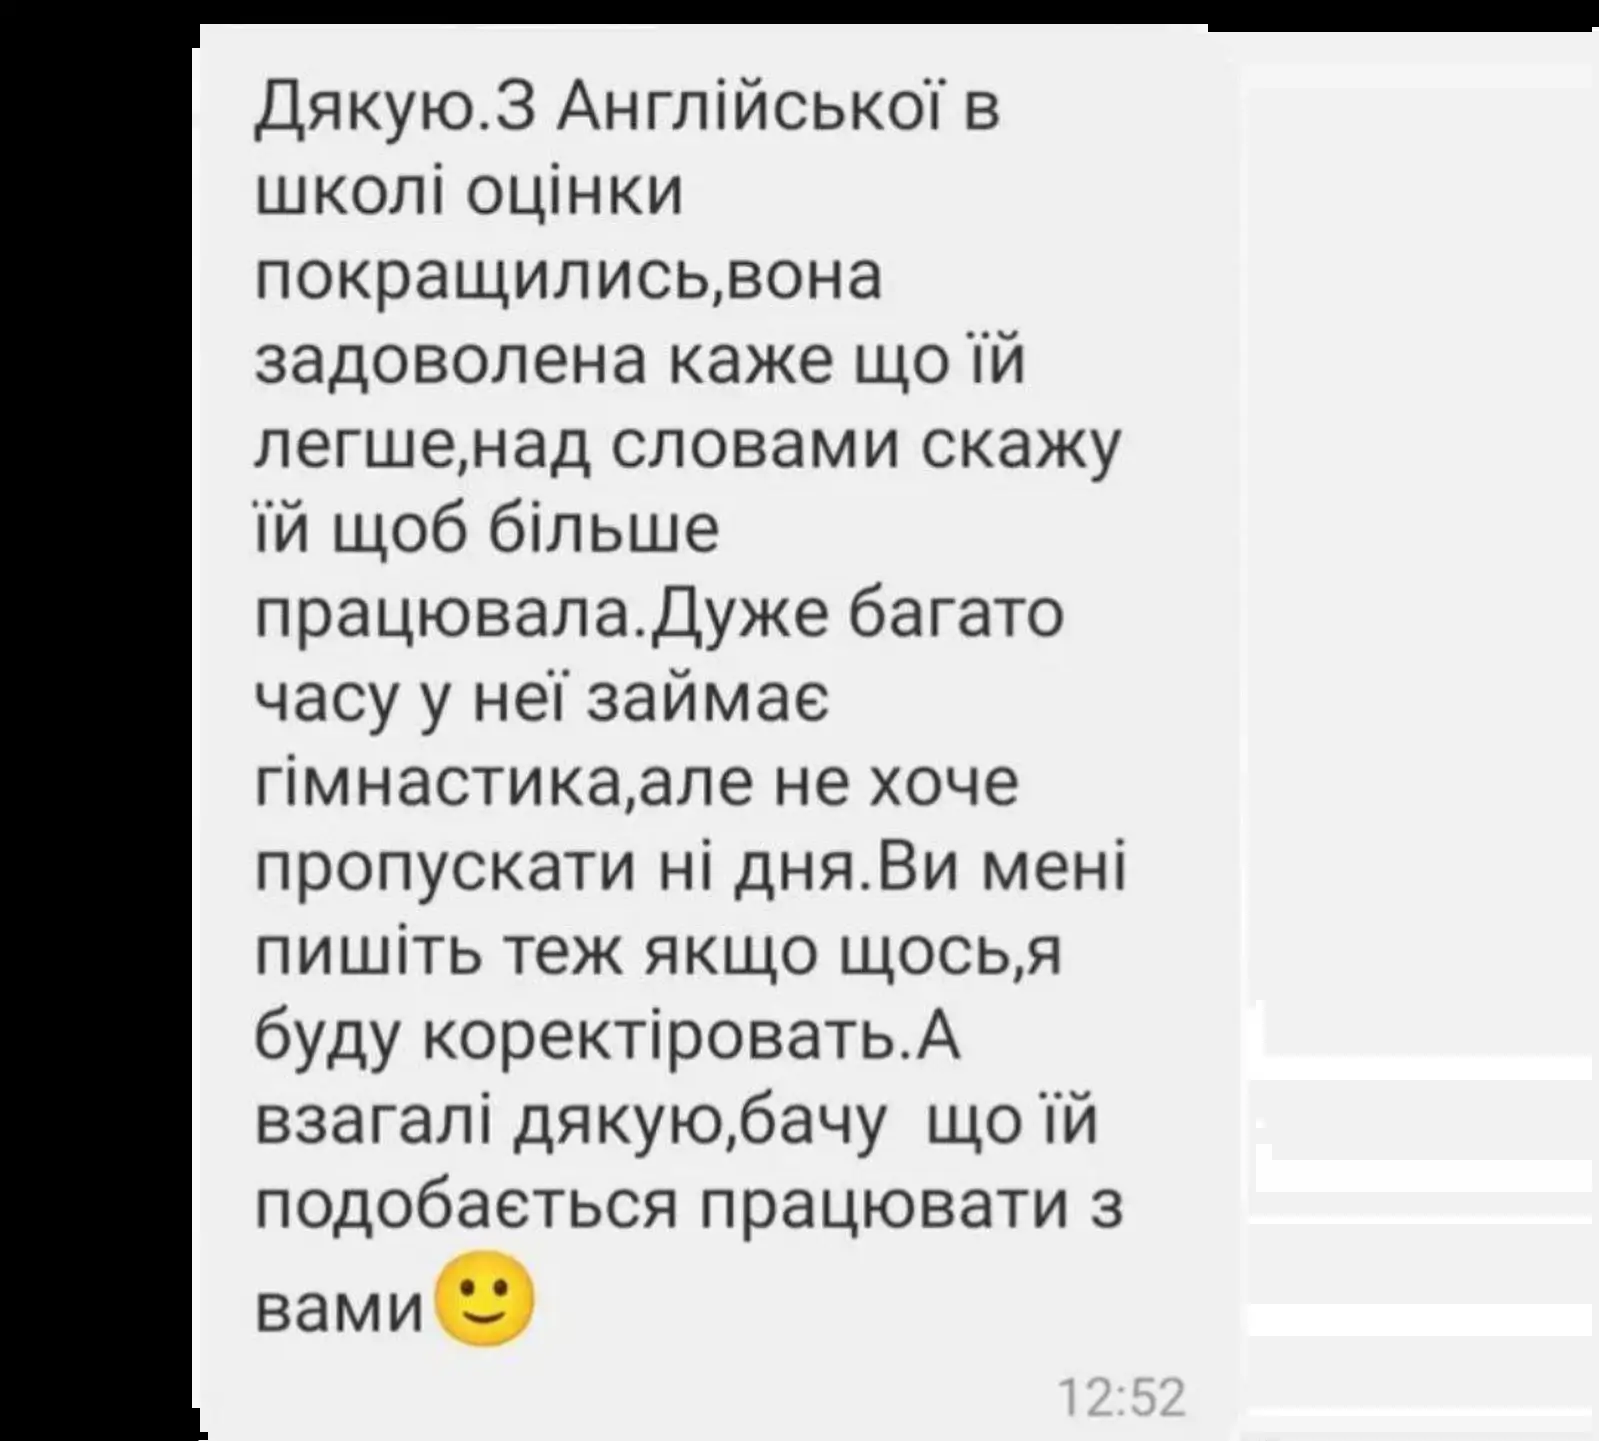 Дякую.З Англійської в
школі оцінки
покращились,вона
задоволена каже що їй
легше,над словами скажу
їй щоб більше
працювала.Дуже багато
часу у неї займає
гімнастика,але не хоче
пропускати ні дня.Ви мені
пишіть теж якщо щось,я
буду коректіровать.А
взагалі дякую,бачу  що їй
подобається працювати з
вами🙂
12:52